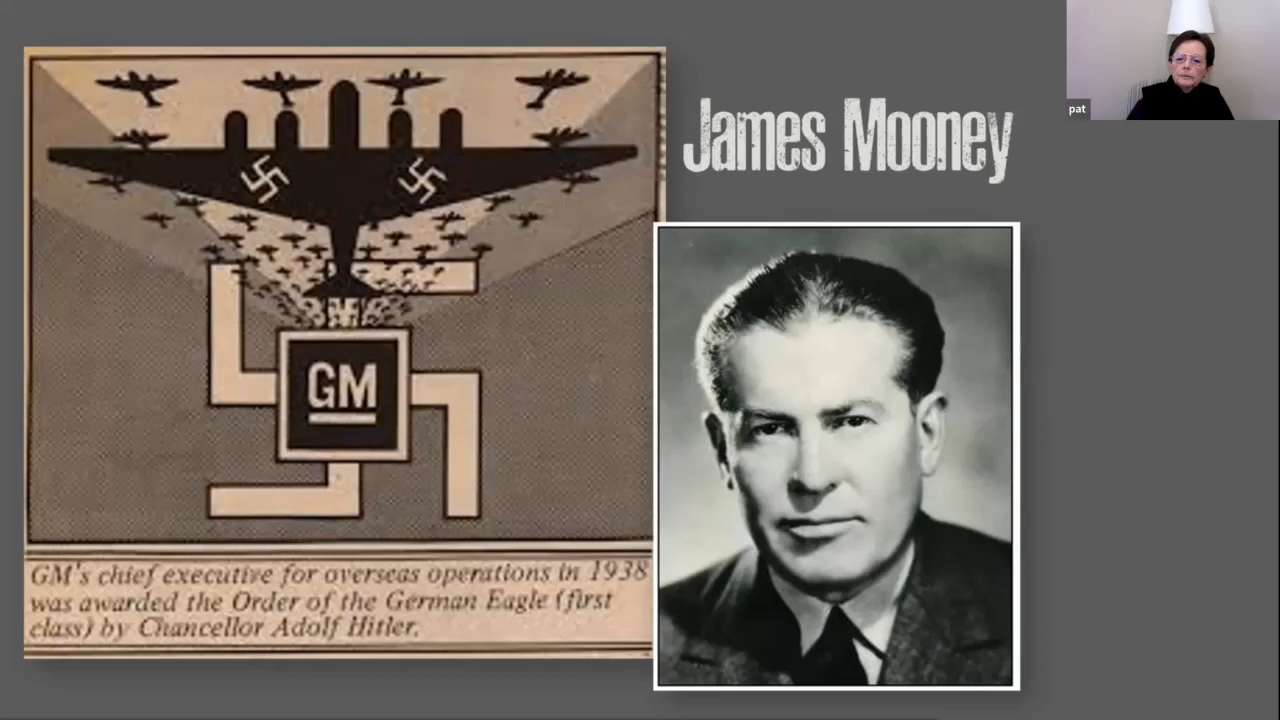 James Mooney
pat
GM
GM's chief executive for overseas operations in 1938
was awarded the Order of the German Eagle (first
class) by Chancellor Adolf Hitler.